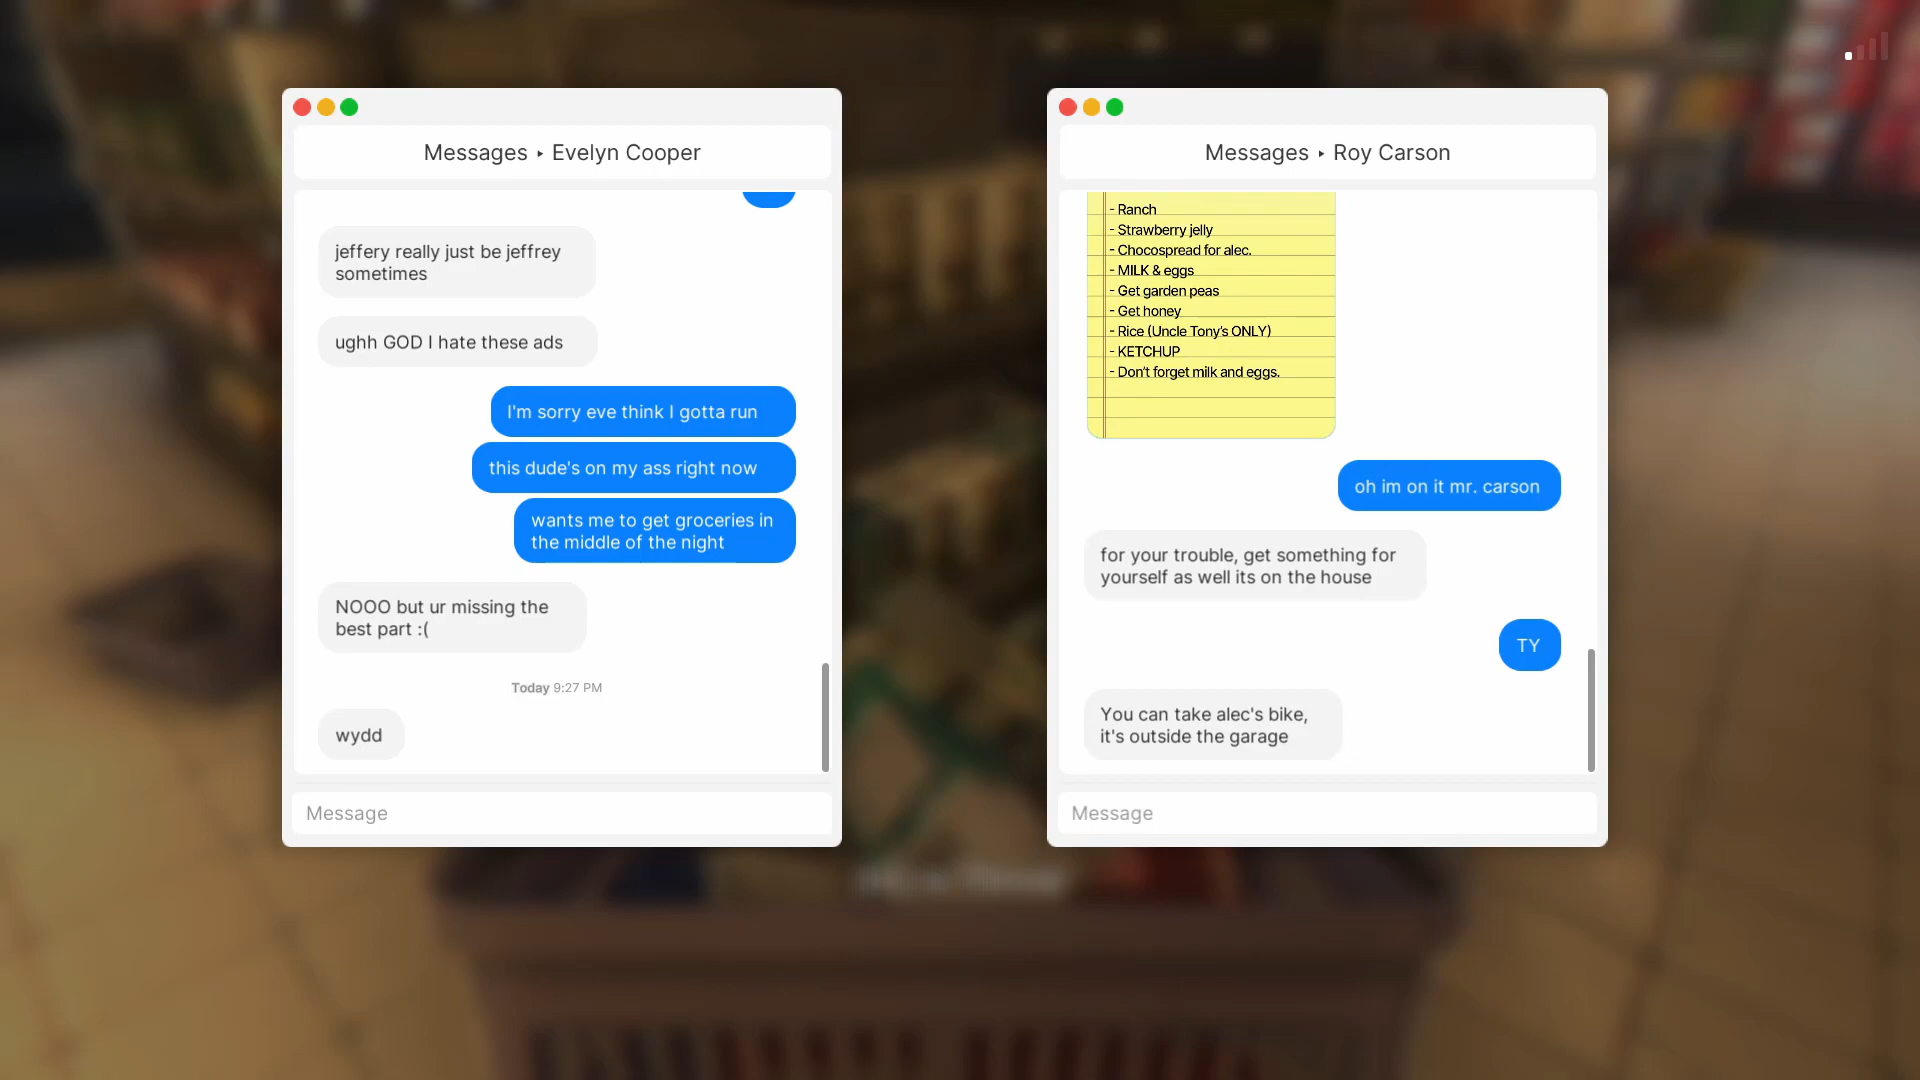 Messages ▸ Evelyn Cooper
jeffery really just be jeffrey
sometimes
ughh GOD I hate these ads
I'm sorry eve think I gotta run
this dude's on my ass right now
wants me to get groceries in
the middle of the night
NOOO but ur missing the
best part :(
Today 9:27 PM
wydd
Message
Messages ▸ Roy Carson
- Ranch
- Strawberry jelly
- Chocospread for alec.
- MILK & eggs
- Get garden peas
- Get honey
- Rice (Uncle Tony's ONLY)
- KETCHUP
- Don't forget milk and eggs.
oh im on it mr. carson
for your trouble, get something for
yourself as well its on the house
TY
You can take alec's bike,
it's outside the garage
Message